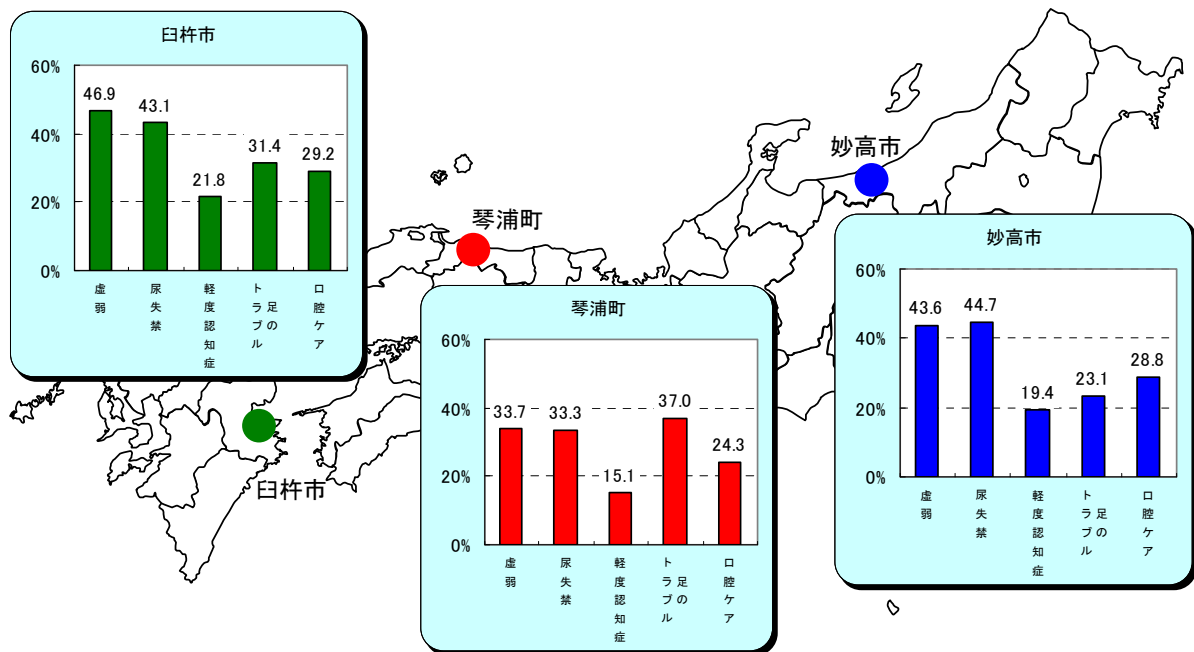 臼杵市
60%
40%
20%
0%
46.9
43.1
21.8
31.4
29.2
虚弱
尿失禁
軽度認知症
足の
トラブル
口腔ケア
臼杵市
琴浦町
琴浦町
60%
40%
20%
0%
33.7
33.3
15.1
37.0
24.3
虚弱
尿失禁
軽度認知症
足の
トラブル
口腔ケア
妙高市
妙高市
60%
40%
20%
0%
43.6
44.7
19.4
23.1
28.8
虚弱
尿失禁
軽度認知症
足の
トラブル
口腔ケア